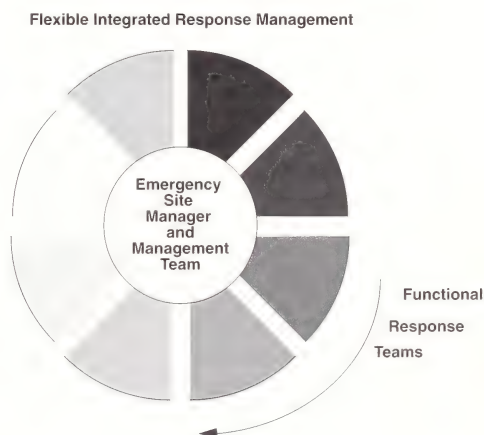 Flexible Integrated Response Management
Emergency
Site
Manager
and
Management
Team
Functional
Response
Teams